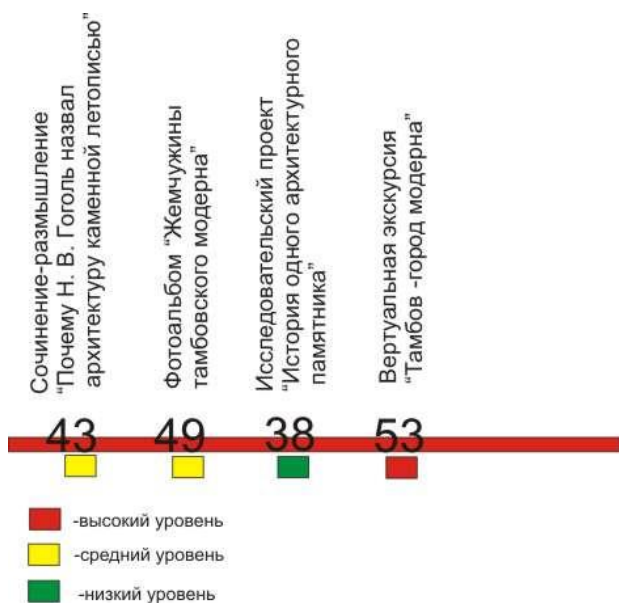 Сочинение-размышление
“Почему Н. В. Гоголь назвал
архитектуру каменной летописью”
Фотоальбом “Жемчужины
тамбовского модерна”
Исследовательский проект
“История одного архитектурного
памятника”
Вертуальная экскурсия
“Тамбов -город модерна”
43
49
38
53
-высокий уровень
-средний уровень
-низкий уровень